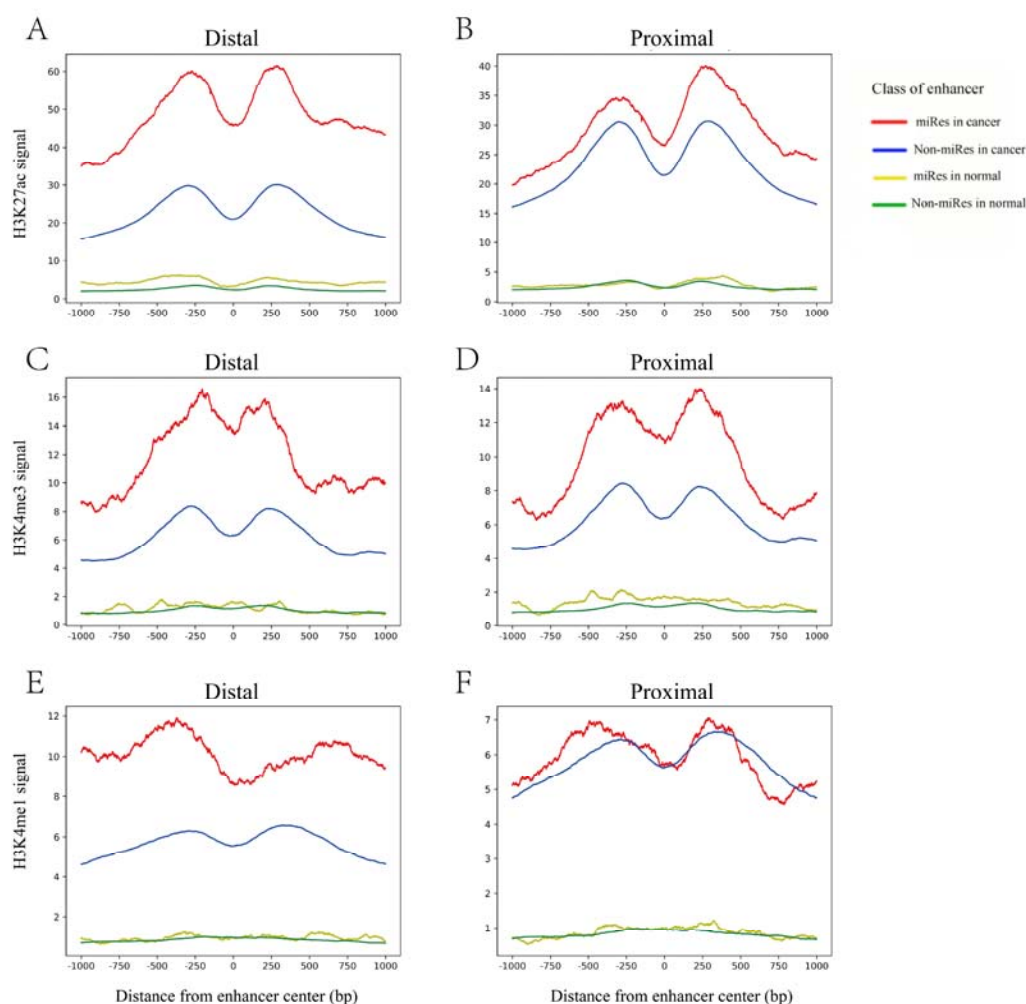 A
Distal
H3K27ac signal
60
50
40
30
20
10
0
-1000 -750 -500 -250 0 250 500 750 1000
B
Proximal
40
35
30
25
20
15
10
5
0
-1000 -750 -500 -250 0 250 500 750 1000
Class of enhancer
miRes in cancer
Non-miRes in cancer
miRes in normal
Non-miRes in normal
C
Distal
H3K4me3 signal
16
14
12
10
8
6
4
2
0
-1000 -750 -500 -250 0 250 500 750 1000
D
Proximal
14
12
10
8
6
4
2
0
-1000 -750 -500 -250 0 250 500 750 1000
E
Distal
H3K4me1 signal
12
10
8
6
4
2
-1000 -750 -500 -250 0 250 500 750 1000
Distance from enhancer center (bp)
F
Proximal
7
6
5
4
3
2
1
-1000 -750 -500 -250 0 250 500 750 1000
Distance from enhancer center (bp)